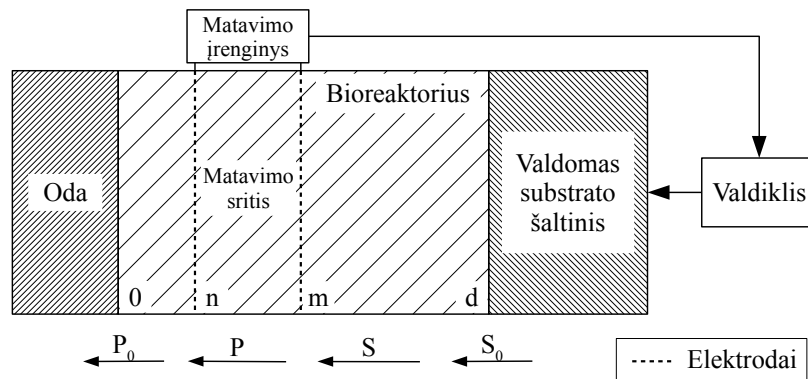 Matavimo
įrenginys
Bioreaktorius
Oda
Matavimo
sritis
Valdomas
substrato
šaltinis
Valdiklis
0 n m d
P₀ P S S₀
Elektrodai